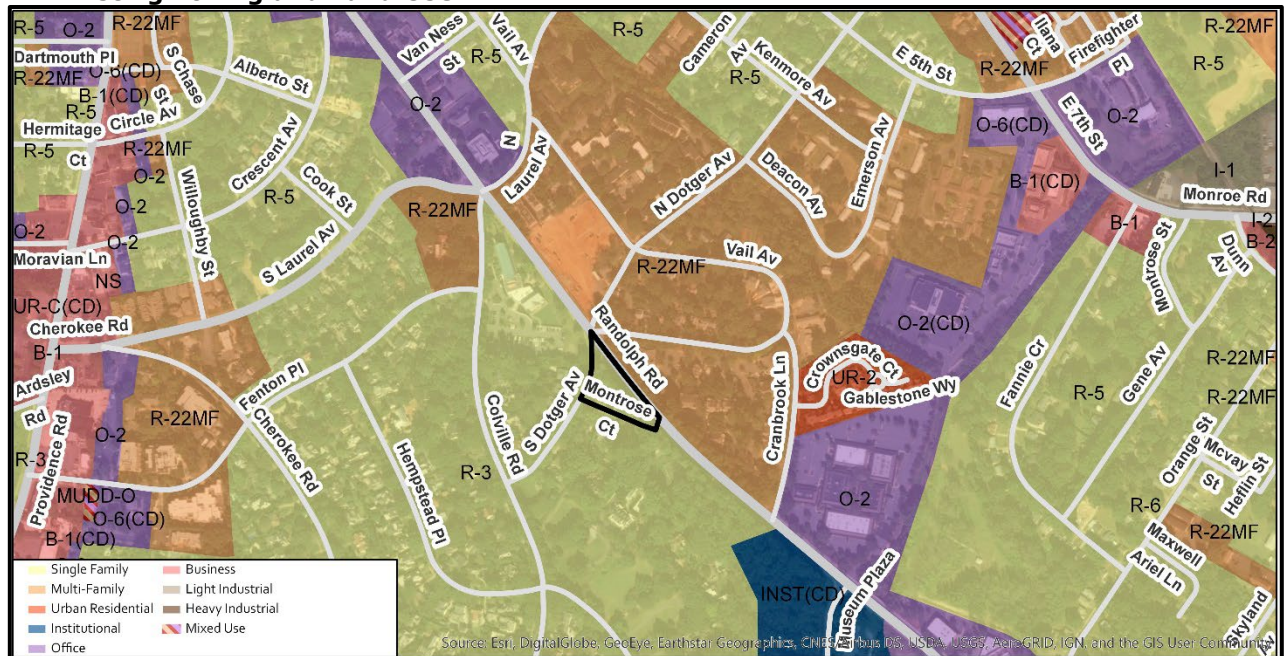 R-5
O-2
R-22MF
S Chase St
Dartmouth Pl
R-22MF
O-6(CD)
B-1(CD)
R-5
Alberto St
Hermitage Ct
Circle Av
R-5
R-22MF
O-2
Crescent Av
Cook St
R-5
O-2
Willoughby St
O-2
O-2
Moravian Ln
NS
S Laurel Av
UR-C(CD)
Cherokee Rd
B-1
Ardsley Rd
R-22MF
Fenton Pl
O-2
Cherokee Rd
R-3
Providence Rd
MUDD-O
O-6(CD)
B-1(CD)
Van Ness St
Vail Av
R-5
O-2
N Laurel Av
R-22MF
R-5
Cameron Av
Kenmore Av
R-5
E 5th St
R-22MF
Ilana Ct
Firefighter Pl
R-5
O-6(CD)
O-2
E 7th St
N Dotger Av
Deacon Av
Emerson Av
B-1(CD)
I-1
Monroe Rd
B-1
I-2
B-2
Montrose St
Dunn Av
R-22MF
Vail Av
O-2(CD)
Randolph Rd
Montrose Ct
S Dotger Av
Colville Rd
Hempstead Pl
R-3
Cranbrook Ln
Crownsgate Ct
UR-2
Gablestone Wy
O-2
Fannie Cr
R-5
Gene Av
R-22MF
R-22MF
Orange St
Mcvay St
Heflin St
R-6
Maxwell
R-22MF
Ariel Ln
Skyland Av
INST(CD)
Museum Plaza
Single Family
Multi-Family
Urban Residential
Institutional
Office
Business
Light Industrial
Heavy Industrial
Mixed Use
Source: Esri, DigitalGlobe, GeoEye, Earthstar Geographics, CNES/Airbus DS, USDA, USGS, AeroGRID, IGN, and the GIS User Community